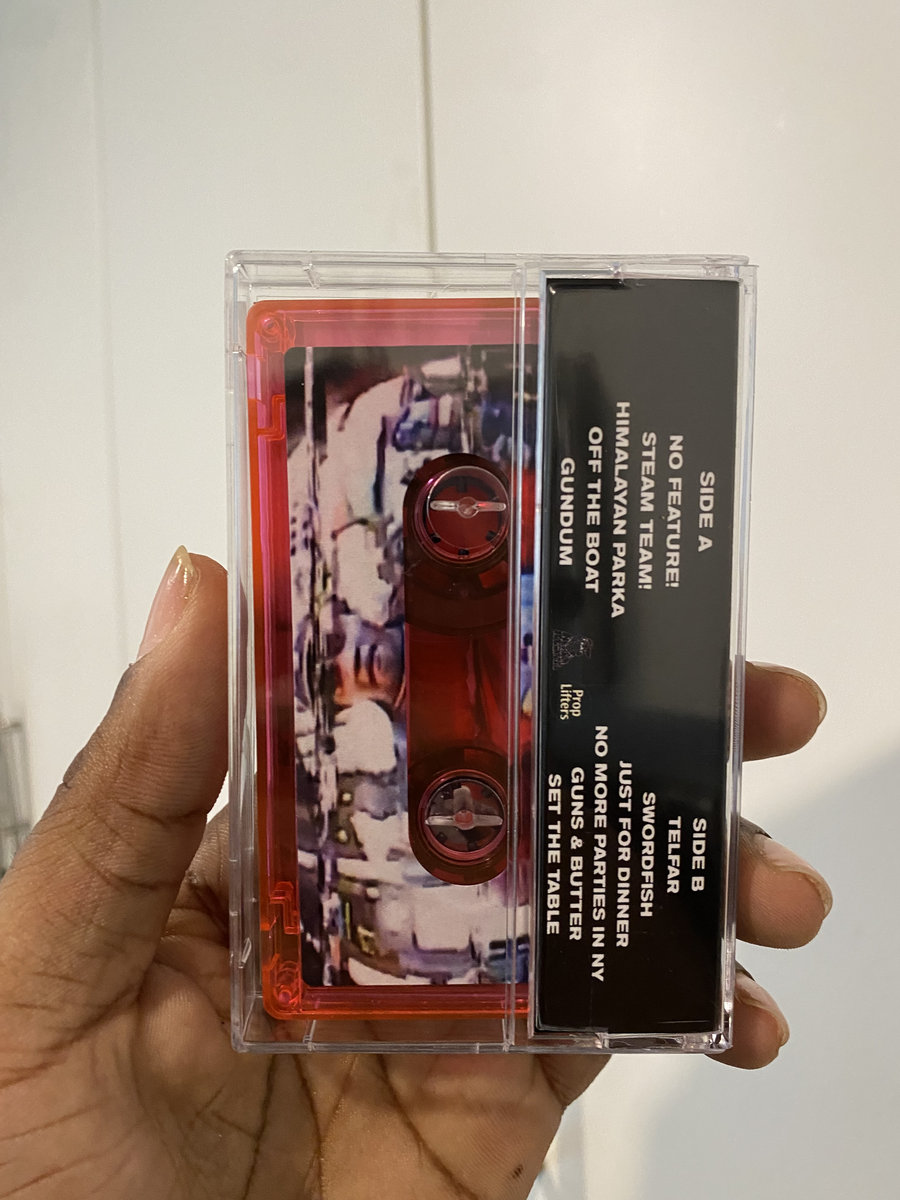 SIDE A
NO FEATURE!
STEAM TEAM!
HIMALAYAN PARKA
OFF THE BOAT
GUNDUM
Prop
Lifters
SIDE B
TELFAR
SWORDFISH
JUST FOR DINNER
NO MORE PARTIES IN NY
GUNS & BUTTER
SET THE TABLE